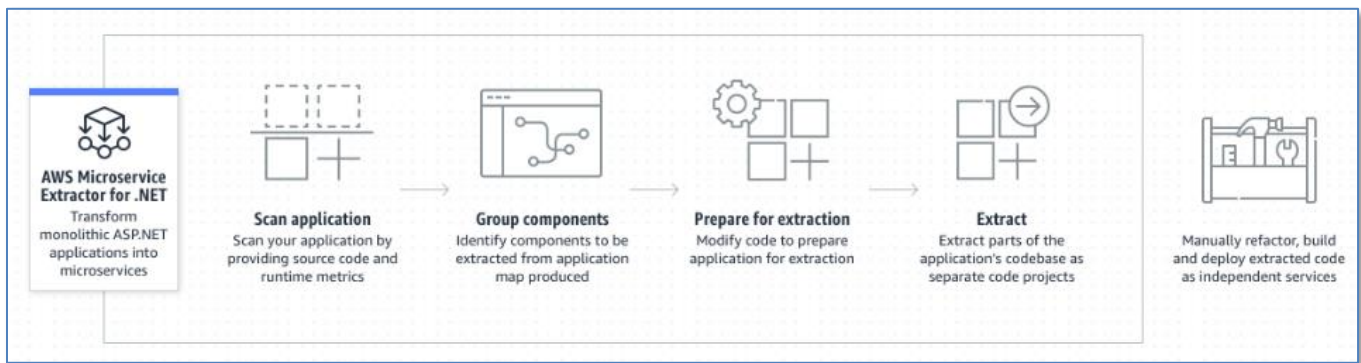 AWS Microservice
Extractor for .NET
Transform
monolithic ASP.NET
applications into
microservices
Scan application
Scan your application by
providing source code and
runtime metrics
Group components
Identify components to be
extracted from application
map produced
Prepare for extraction
Modify code to prepare
application for extraction
Extract
Extract parts of the
application's codebase as
separate code projects
Manually refactor, build
and deploy extracted code
as independent services